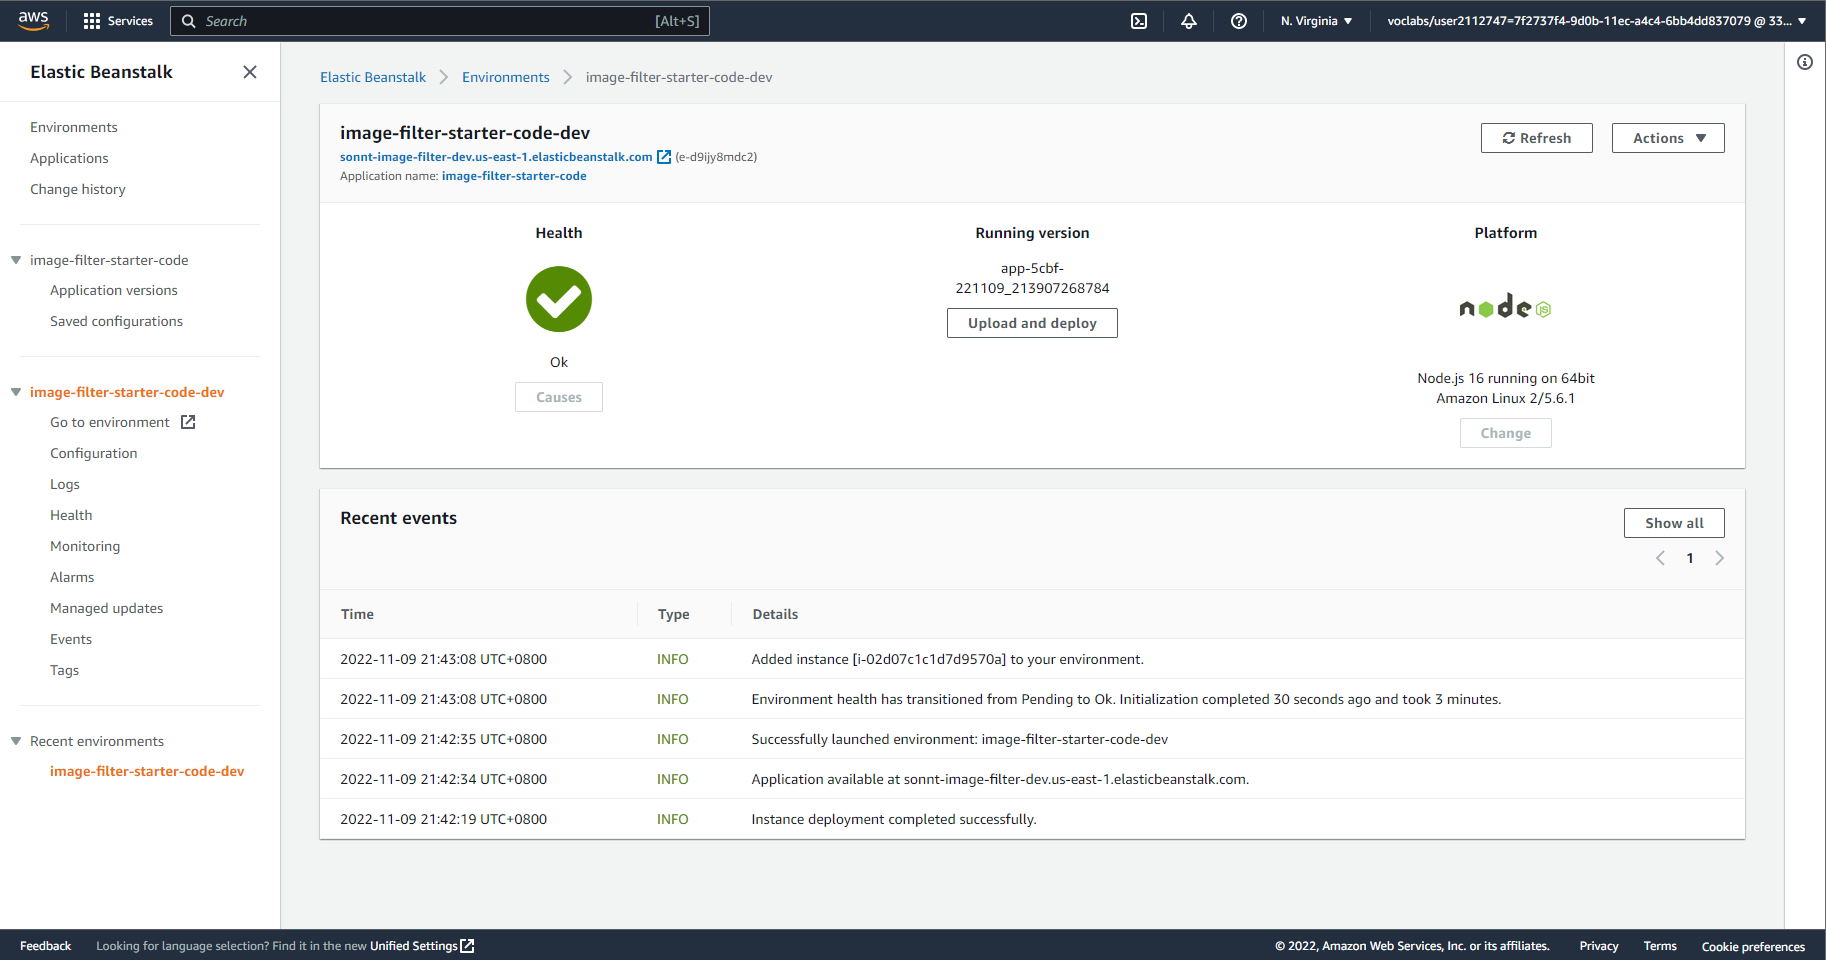 aws
Services
Search [Alt+S]
N. Virginia
voclabs/user2112747=7f2737f4-9d0b-11ec-a4c4-6bb4dd837079 @ 33...
Elastic Beanstalk
Environments
Applications
Change history
image-filter-starter-code
Application versions
Saved configurations
image-filter-starter-code-dev
Go to environment
Configuration
Logs
Health
Monitoring
Alarms
Managed updates
Events
Tags
Recent environments
image-filter-starter-code-dev
Elastic Beanstalk Environments image-filter-starter-code-dev
image-filter-starter-code-dev
sonnt-image-filter-dev.us-east-1.elasticbeanstalk.com (e-d9ijy8mdc2)
Application name: image-filter-starter-code
Refresh
Actions
Health
Ok
Causes
Running version
app-5cbf-
221109_213907268784
Upload and deploy
Platform
node
JS
Node.js 16 running on 64bit
Amazon Linux 2/5.6.1
Change
Recent events
Show all
1
Time Type Details
2022-11-09 21:43:08 UTC+0800 INFO Added instance [i-02d07c1c1d7d9570a] to your environment.
2022-11-09 21:43:08 UTC+0800 INFO Environment health has transitioned from Pending to Ok. Initialization completed 30 seconds ago and took 3 minutes.
2022-11-09 21:42:35 UTC+0800 INFO Successfully launched environment: image-filter-starter-code-dev
2022-11-09 21:42:34 UTC+0800 INFO Application available at sonnt-image-filter-dev.us-east-1.elasticbeanstalk.com.
2022-11-09 21:42:19 UTC+0800 INFO Instance deployment completed successfully.
Feedback Looking for language selection? Find it in the new Unified Settings
© 2022, Amazon Web Services, Inc. or its affiliates. Privacy Terms Cookie preferences